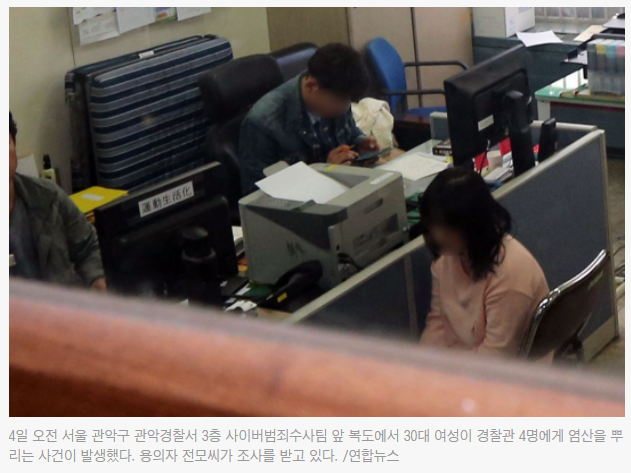 運動生活化
4일 오전 서울 관악구 관악경찰서 3층 사이버범죄수사팀 앞 복도에서 30대 여성이 경찰관 4명에게 염산을 뿌
리는 사건이 발생했다. 용의자 전모씨가 조사를 받고 있다. /연합뉴스